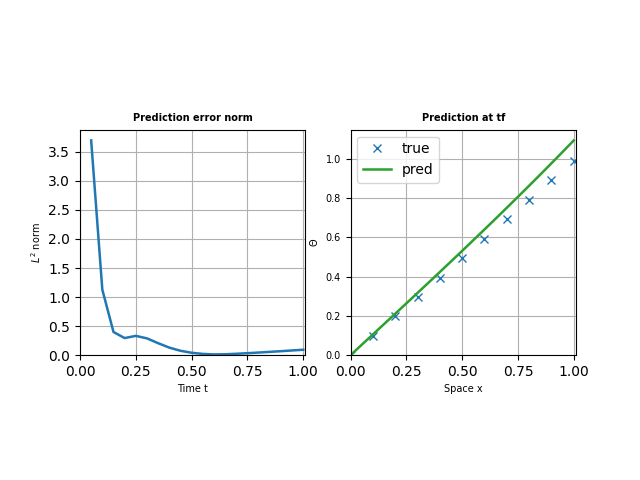 Prediction error norm
L² norm
3.5
3.0
2.5
2.0
1.5
1.0
0.5
0.0
0.00 0.25 0.50 0.75 1.00
Time t
Prediction at tf
true
pred
Θ
1.0
0.8
0.6
0.4
0.2
0.0
0.00 0.25 0.50 0.75 1.00
Space x